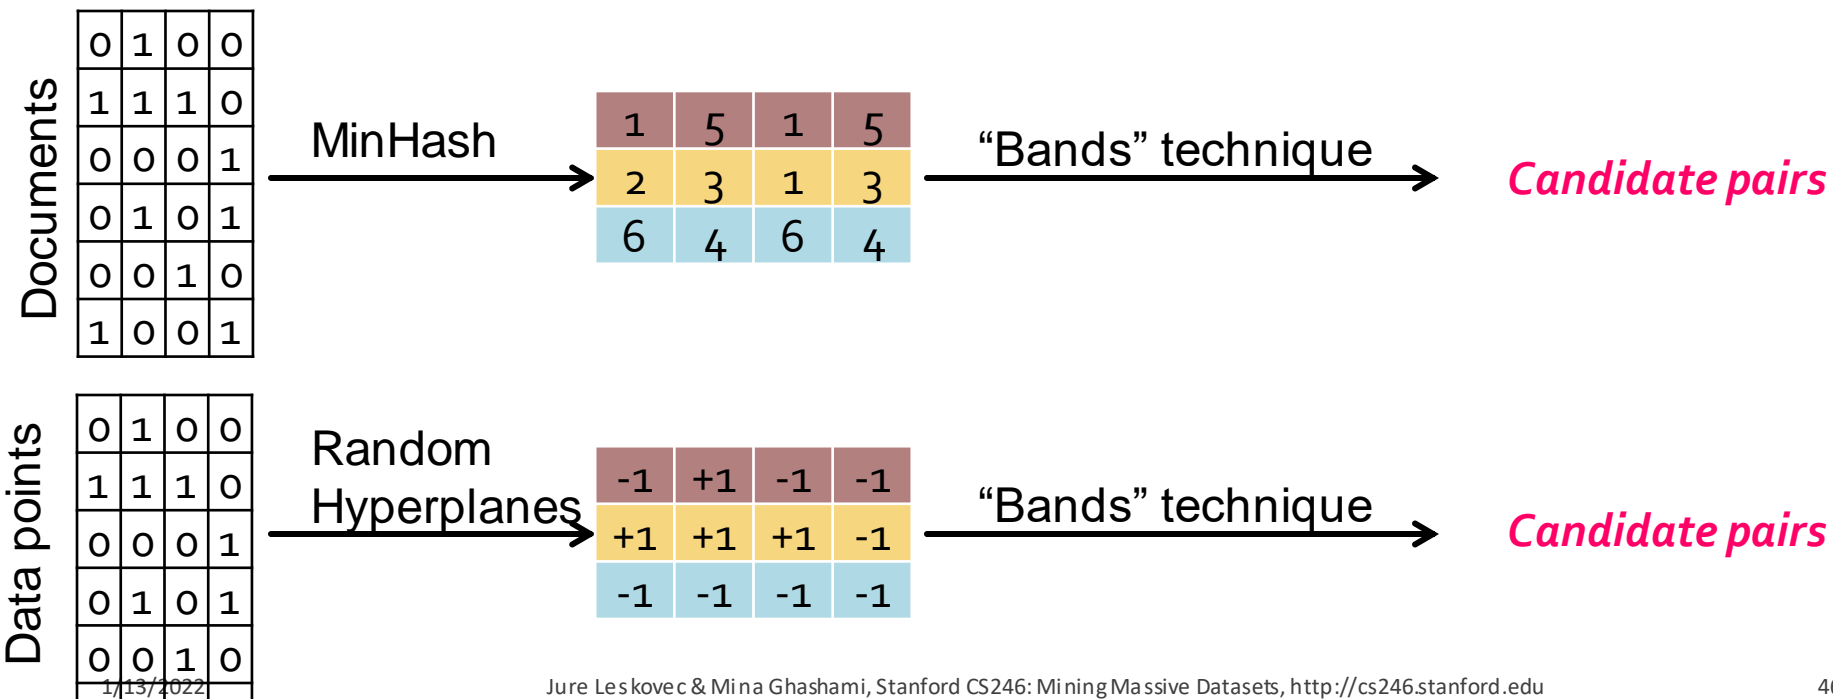 Documents
0 1 0 0
1 1 1 0
0 0 0 1
0 1 0 1
0 0 1 0
1 0 0 1
MinHash
1 5 1 5
2 3 1 3
6 4 6 4
“Bands” technique
Candidate pairs
Data points
0 1 0 0
1 1 1 0
0 0 0 1
0 1 0 1
0 0 1 0
Random
Hyperplanes
-1 +1 -1 -1
+1 +1 +1 -1
-1 -1 -1 -1
“Bands” technique
Candidate pairs
1/13/2022
Jure Leskovec & Mina Ghashami, Stanford CS246: Mining Massive Datasets, http://cs246.stanford.edu